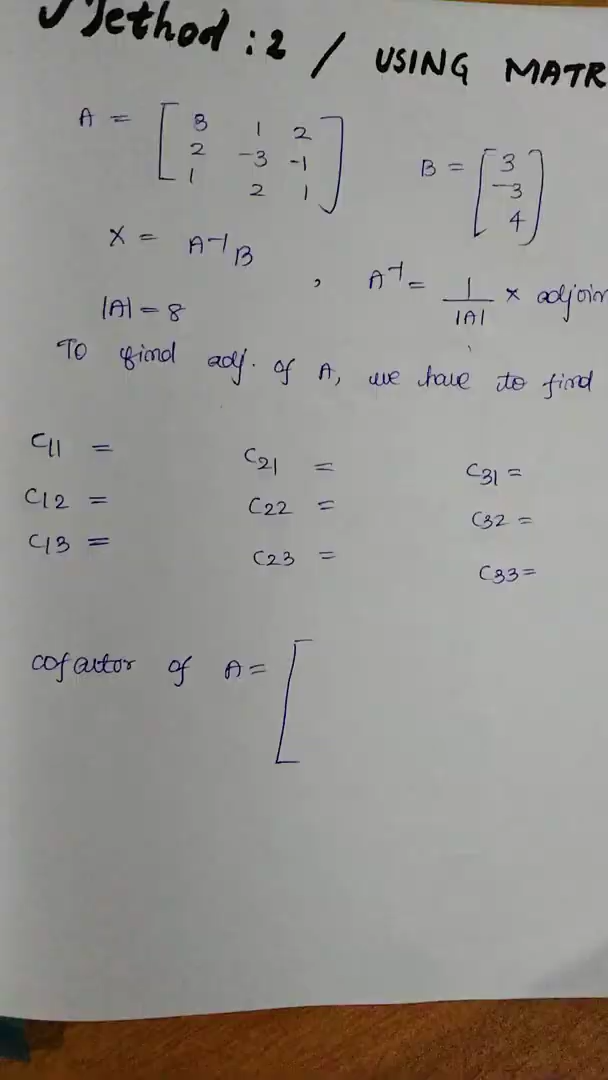 Method : 2 / USING MATR
A = [ 3 1 2
2 -3 -1
1 2 1 ]
B = [ 3
-3
4 ]
X = A⁻¹B , A⁻¹ = 1/|A| × adjoin
|A| = 8
To find adj. of A, we have to find
C11 = C21 = C31 =
C12 = C22 = C32 =
C13 = C23 = C33 =
cofactor of A = [